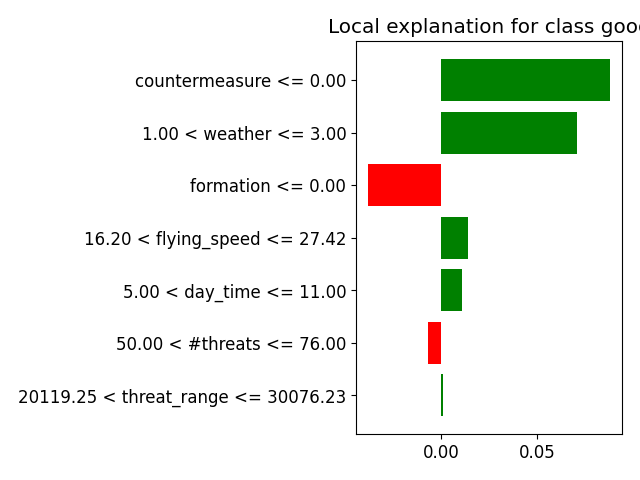 Local explanation for class goo
countermeasure <= 0.00
1.00 < weather <= 3.00
formation <= 0.00
16.20 < flying_speed <= 27.42
5.00 < day_time <= 11.00
50.00 < #threats <= 76.00
20119.25 < threat_range <= 30076.23
0.00 0.05